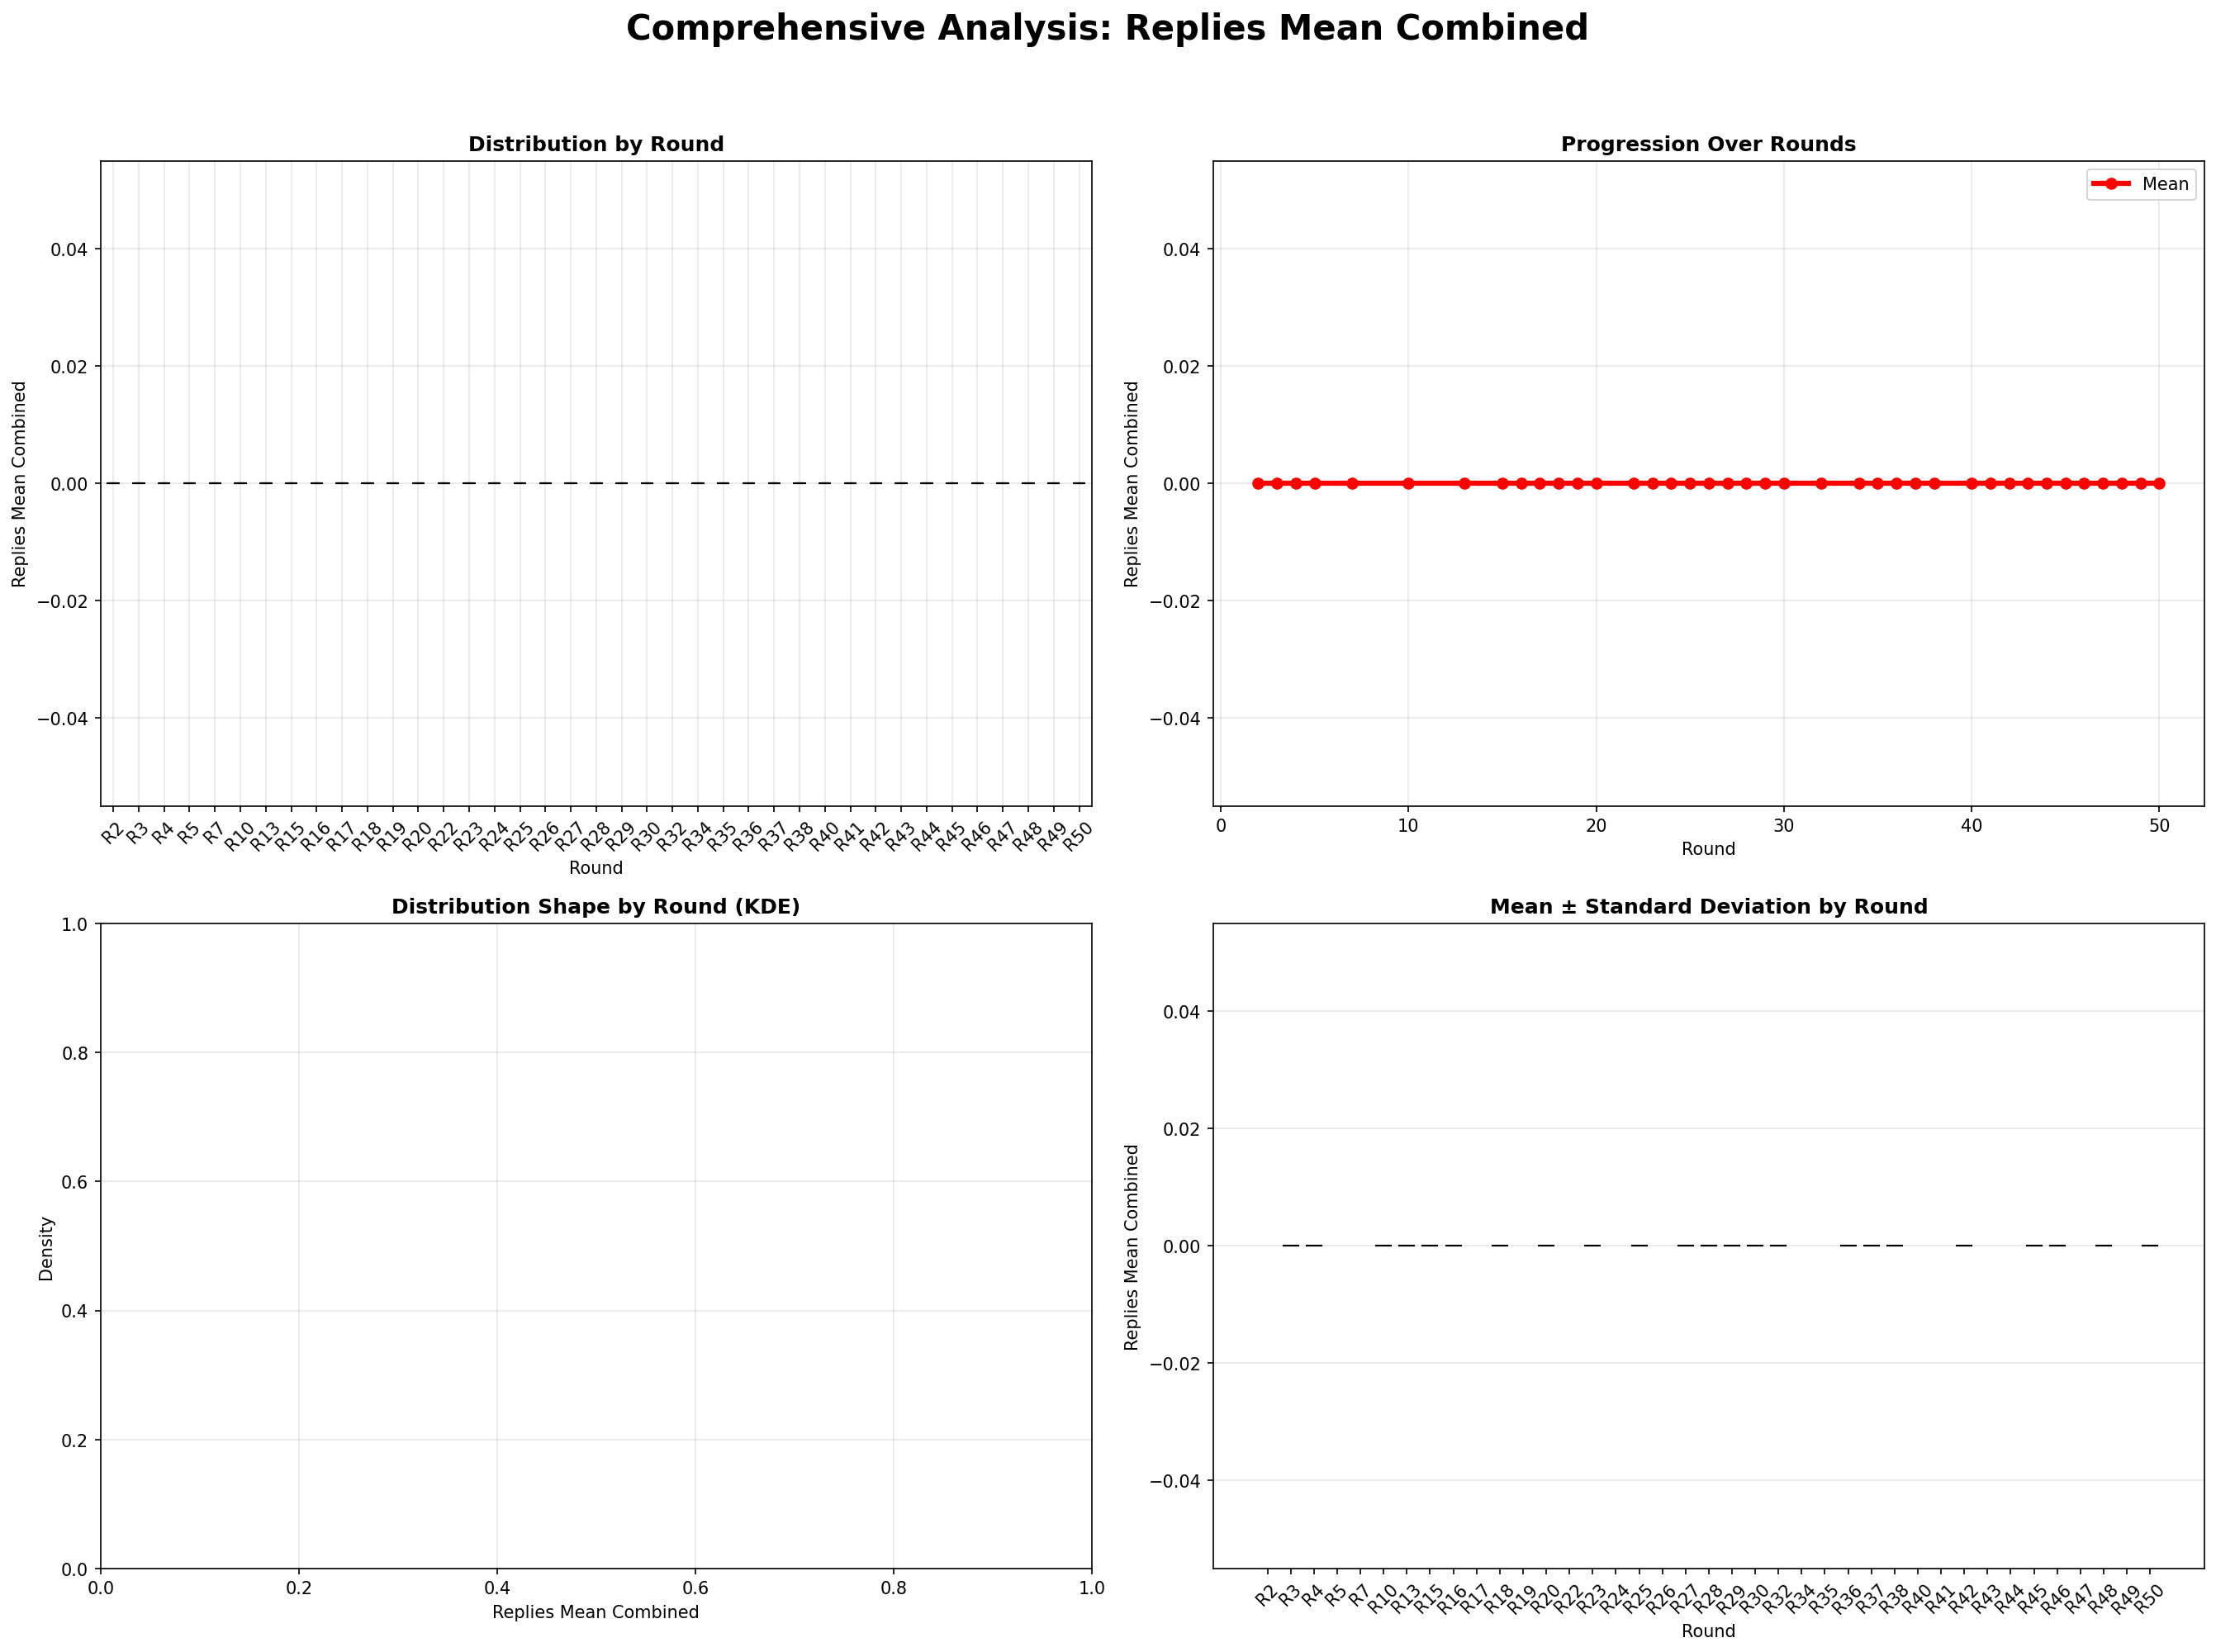 Comprehensive Analysis: Replies Mean Combined
Distribution by Round
Replies Mean Combined
0.04
0.02
0.00
−0.02
−0.04
R2 R3 R4 R5 R7 R10 R13 R15 R16 R17 R18 R19 R20 R22 R23 R24 R25 R26 R27 R28 R29 R30 R32 R34 R35 R36 R37 R38 R40 R41 R42 R43 R44 R45 R46 R47 R48 R49 R50
Round
Progression Over Rounds
Mean
Replies Mean Combined
0.04
0.02
0.00
−0.02
−0.04
0 10 20 30 40 50
Round
Distribution Shape by Round (KDE)
Density
1.0
0.8
0.6
0.4
0.2
0.0
0.0 0.2 0.4 0.6 0.8 1.0
Replies Mean Combined
Mean ± Standard Deviation by Round
Replies Mean Combined
0.04
0.02
0.00
−0.02
−0.04
R2 R3 R4 R5 R7 R10 R13 R15 R16 R17 R18 R19 R20 R22 R23 R24 R25 R26 R27 R28 R29 R30 R32 R34 R35 R36 R37 R38 R40 R41 R42 R43 R44 R45 R46 R47 R48 R49 R50
Round